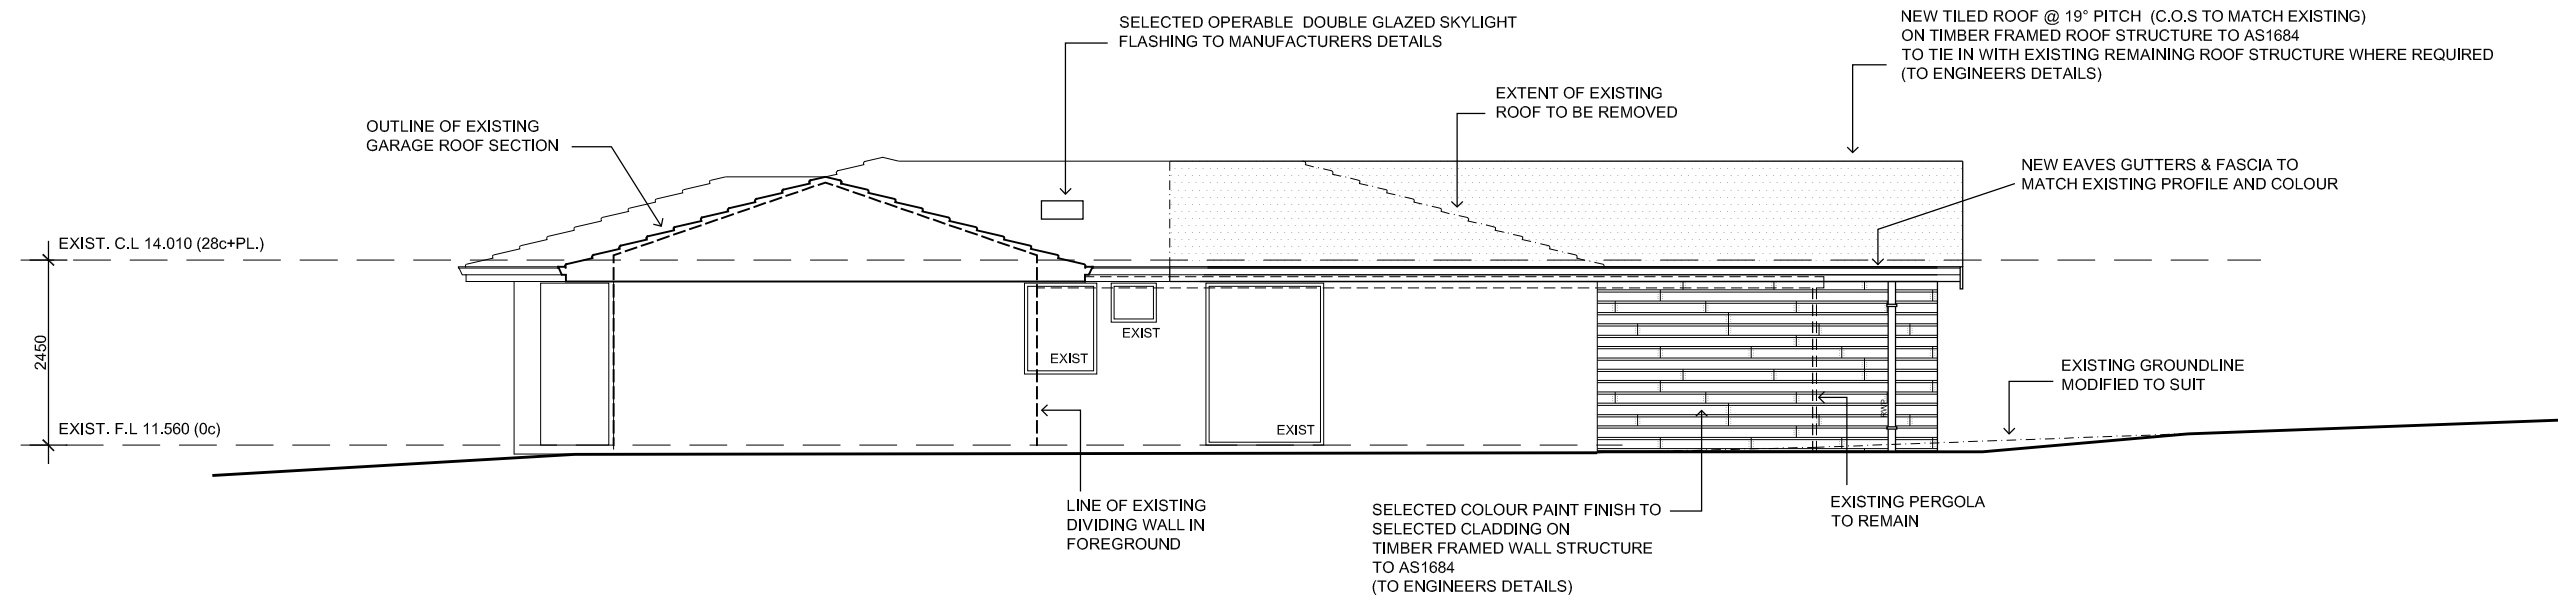 SELECTED OPERABLE  DOUBLE GLAZED SKYLIGHT
FLASHING TO MANUFACTURERS DETAILS
NEW TILED ROOF @ 19° PITCH  (C.O.S TO MATCH EXISTING)
ON TIMBER FRAMED ROOF STRUCTURE TO AS1684
TO TIE IN WITH EXISTING REMAINING ROOF STRUCTURE WHERE REQUIRED
(TO ENGINEERS DETAILS)
EXTENT OF EXISTING
ROOF TO BE REMOVED
OUTLINE OF EXISTING
GARAGE ROOF SECTION
NEW EAVES GUTTERS & FASCIA TO
MATCH EXISTING PROFILE AND COLOUR
EXIST. C.L 14.010 (28c+PL.)
2450
EXIST. F.L 11.560 (0c)
EXIST
EXIST
EXIST
RWP
EXISTING GROUNDLINE
MODIFIED TO SUIT
LINE OF EXISTING
DIVIDING WALL IN
FOREGROUND
SELECTED COLOUR PAINT FINISH TO
SELECTED CLADDING ON
TIMBER FRAMED WALL STRUCTURE
TO AS1684
(TO ENGINEERS DETAILS)
EXISTING PERGOLA
TO REMAIN